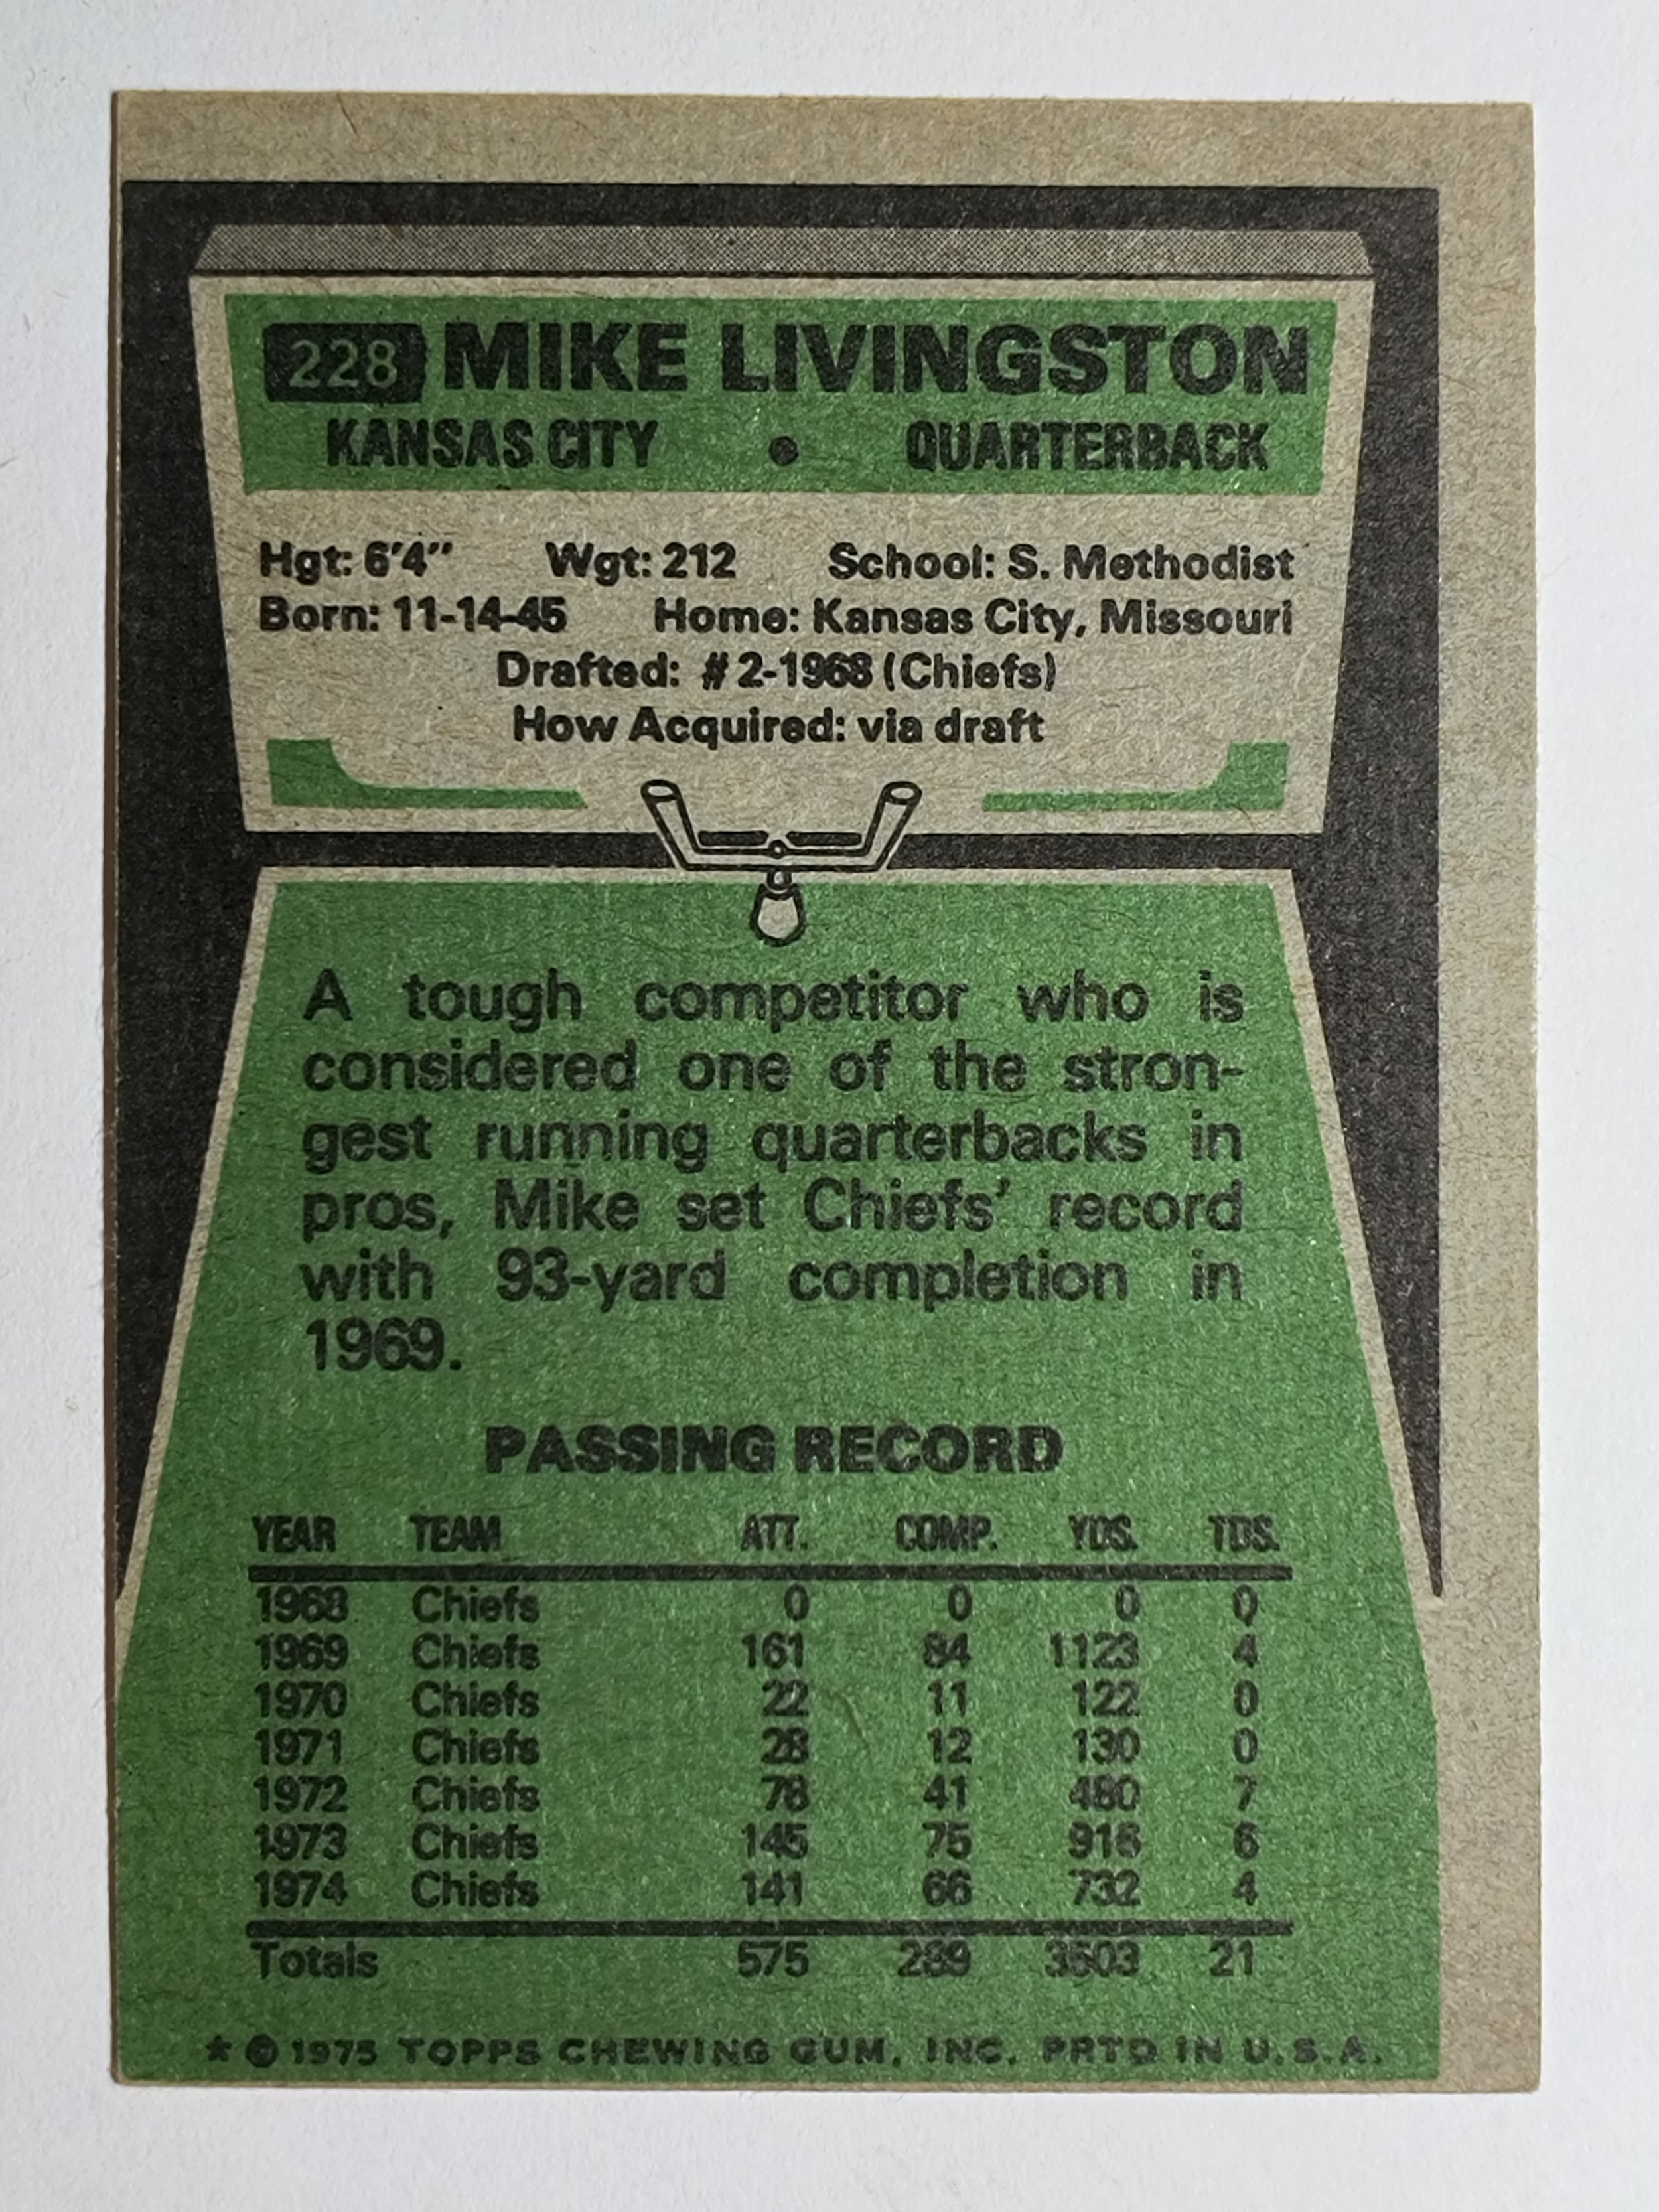 228 MIKE LIVINGSTON
KANSAS CITY • QUARTERBACK
Hgt: 6'4" Wgt: 212 School: S. Methodist
Born: 11-14-45 Home: Kansas City, Missouri
Drafted: #2-1968 (Chiefs)
How Acquired: via draft
A tough competitor who is
considered one of the stron-
gest running quarterbacks in
pros, Mike set Chiefs' record
with 93-yard completion in
1969.
PASSING RECORD
YEAR TEAM ATT. COMP. YDS. TDS.
1968 Chiefs 0 0 0 0
1969 Chiefs 161 84 1123 4
1970 Chiefs 22 11 122 0
1971 Chiefs 28 12 130 0
1972 Chiefs 78 41 480 7
1973 Chiefs 145 75 916 6
1974 Chiefs 141 66 732 4
Totals 575 289 3503 21
* © 1975 TOPPS CHEWING GUM, INC. PRTD IN U.S.A.